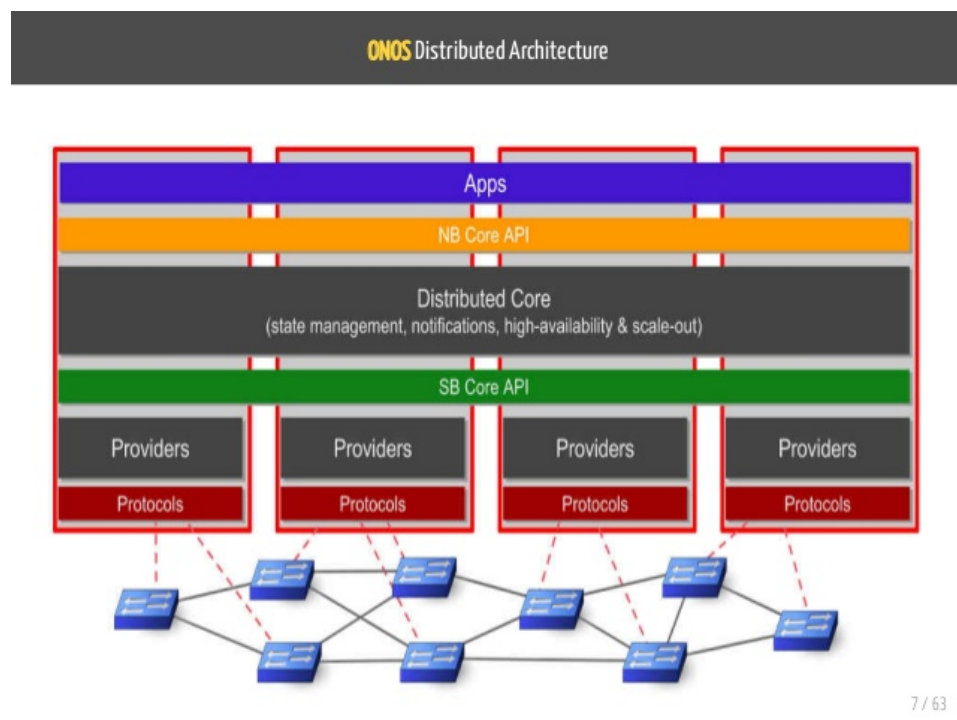 ONOS Distributed Architecture
Apps
NB Core API
Distributed Core
(state management, notifications, high-availability & scale-out)
SB Core API
Providers Providers Providers Providers
Protocols Protocols Protocols Protocols
7 / 63